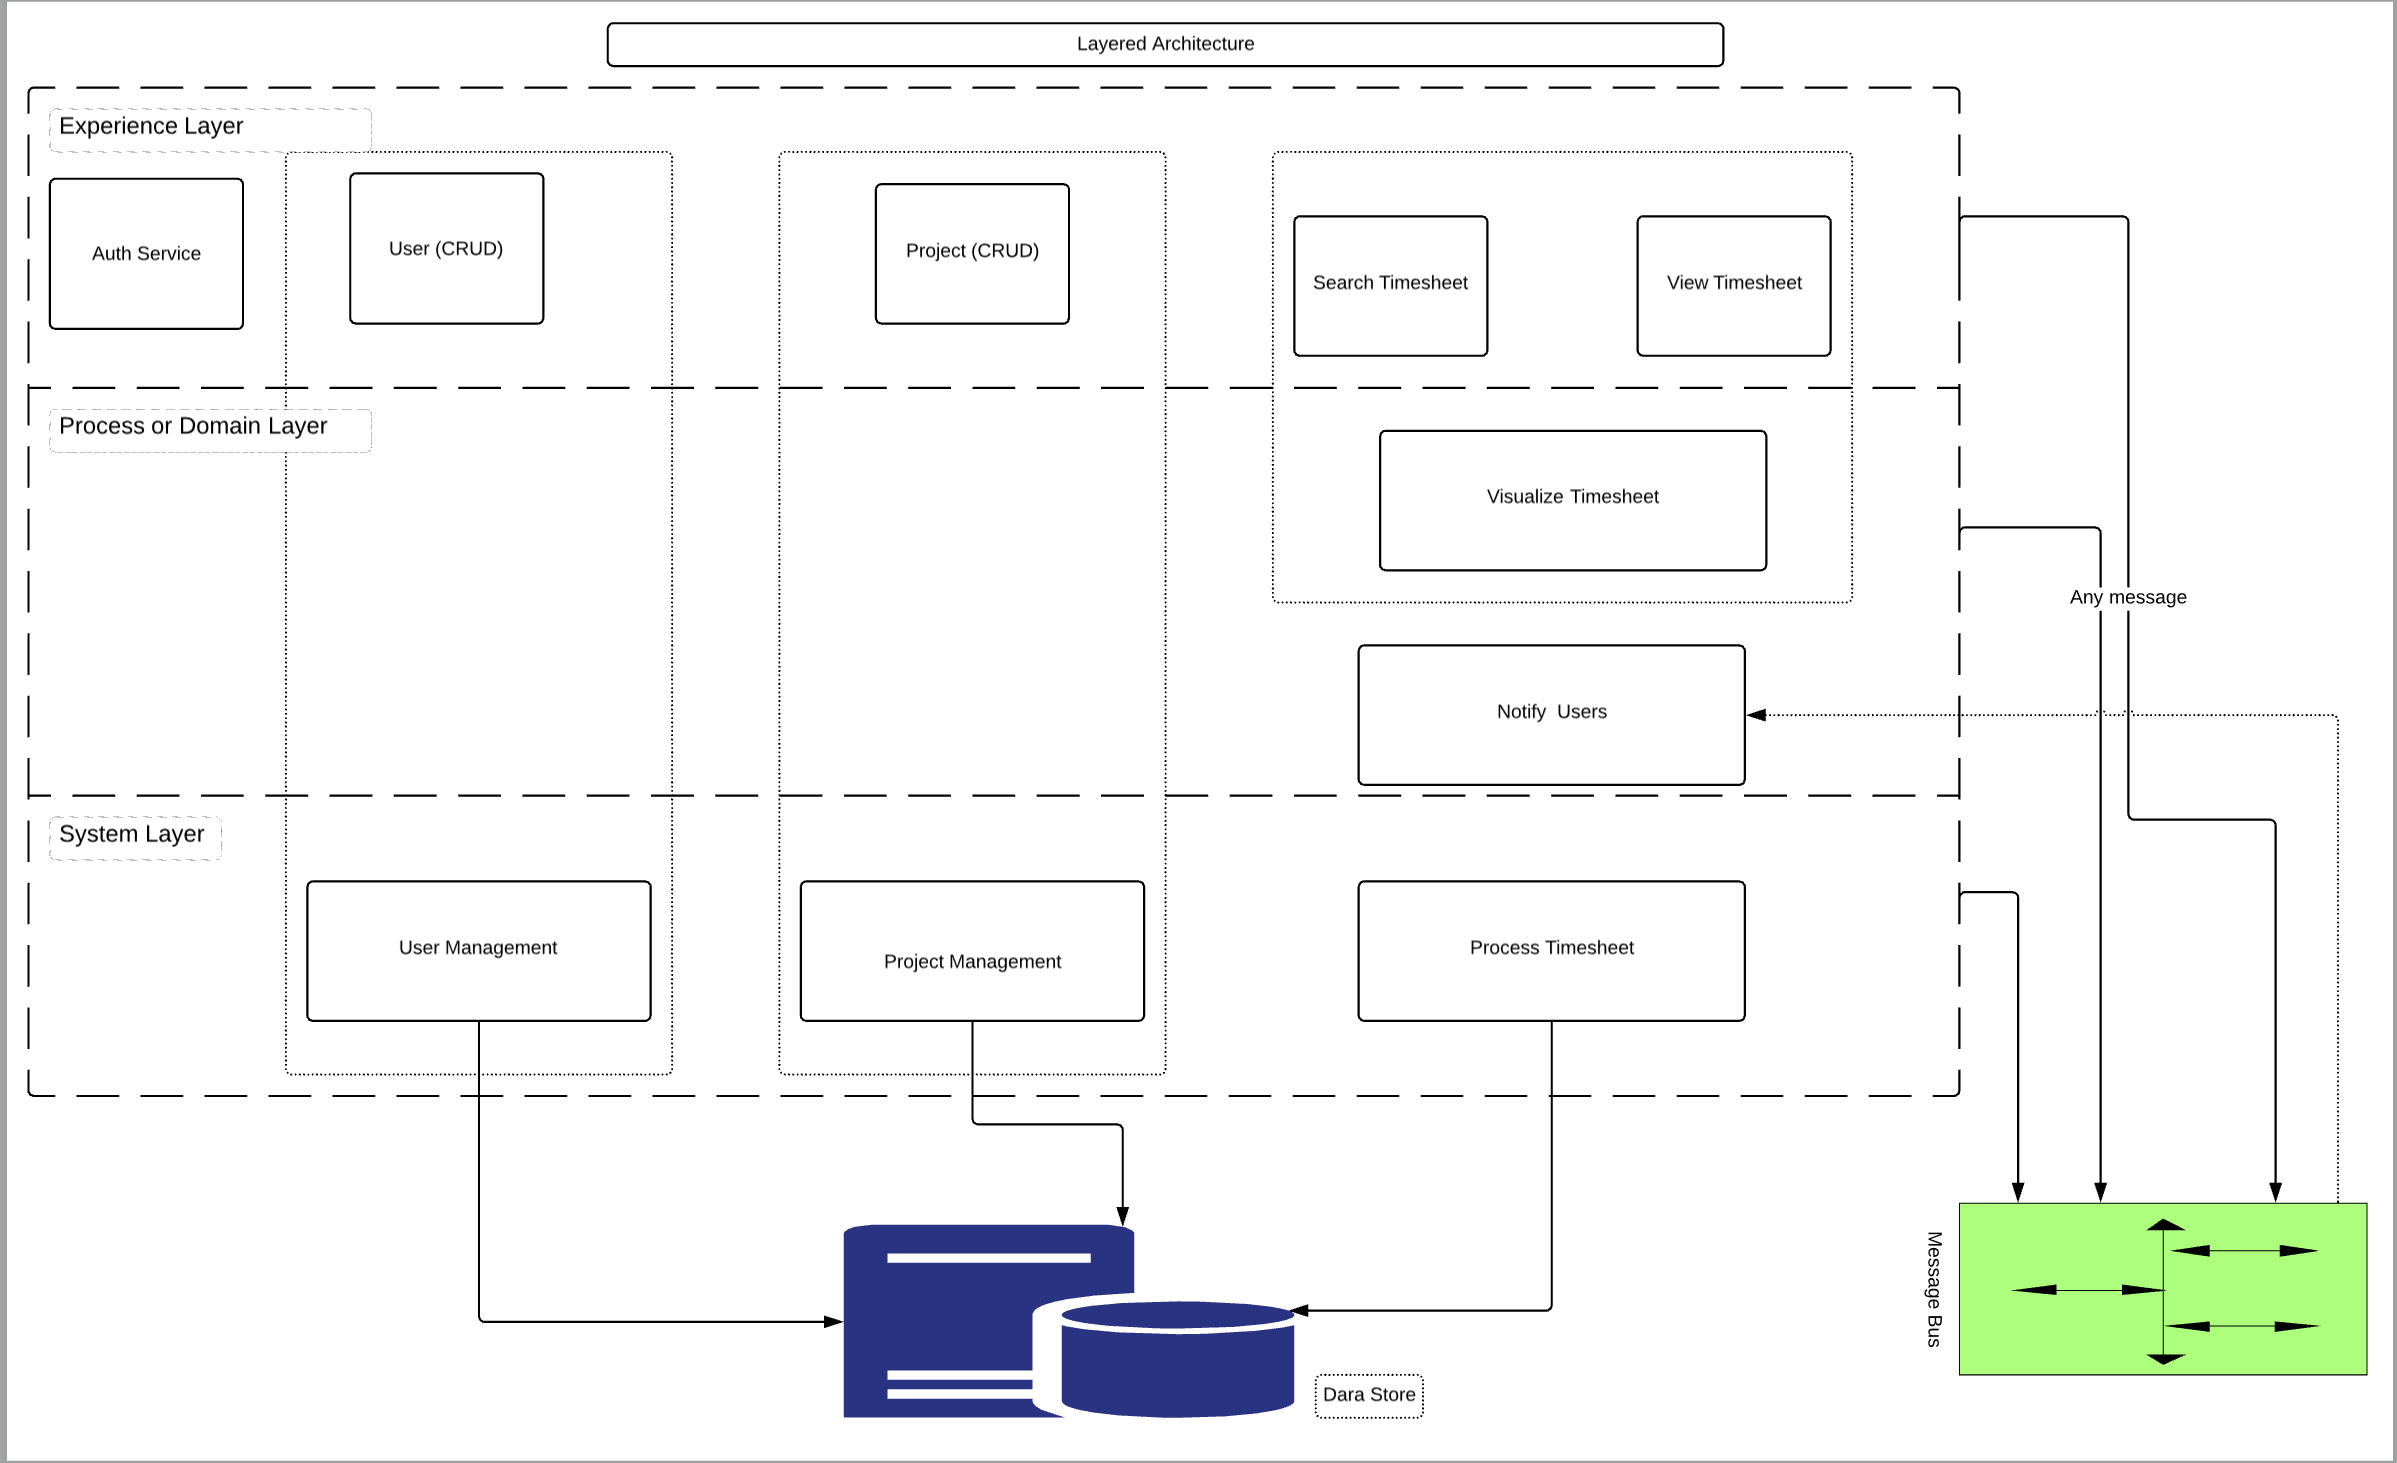 Layered Architecture
Experience Layer
Auth Service
User (CRUD)
Project (CRUD)
Search Timesheet
View Timesheet
Process or Domain Layer
Visualize Timesheet
Any message
Notify  Users
System Layer
User Management
Project Management
Process Timesheet
Message Bus
Dara Store